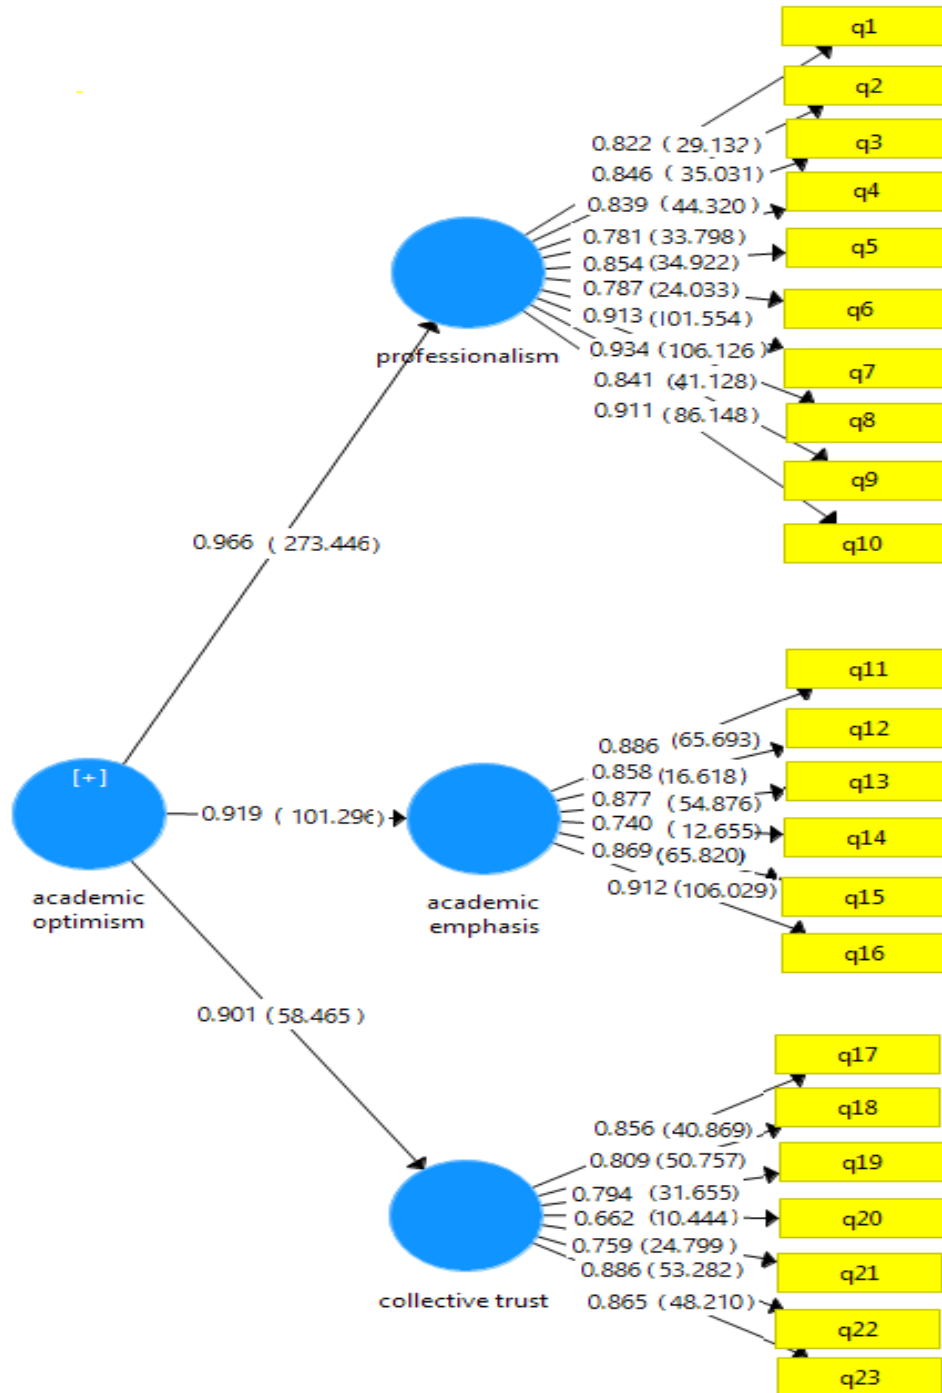 q1
q2
0.822 ( 29.132)
q3
0.846 ( 35.031)
q4
0.839 (44.320)
0.781 (33.798)
q5
0.854 (34.922)
0.787 (24.033)
q6
0.913 (101.554)
0.934 (106.126)
professionalism
q7
0.841 (41.128)
0.911 (86.148)
q8
q9
0.966 ( 273.446)
q10
q11
q12
0.886 (65.693)
0.858 (16.618)
q13
[+]
0.877 (54.876)
0.919 ( 101.296)
0.740 ( 12.655)
q14
0.869 (65.820)
0.912 (106.029)
q15
academic
optimism
academic
emphasis
q16
0.901 (58.465)
q17
q18
0.856 (40.869)
0.809 (50.757)
q19
0.794 (31.655)
0.662 (10.444)
q20
0.759 (24.799)
0.886 (53.282)
q21
collective trust
0.865 (48.210)
q22
q23